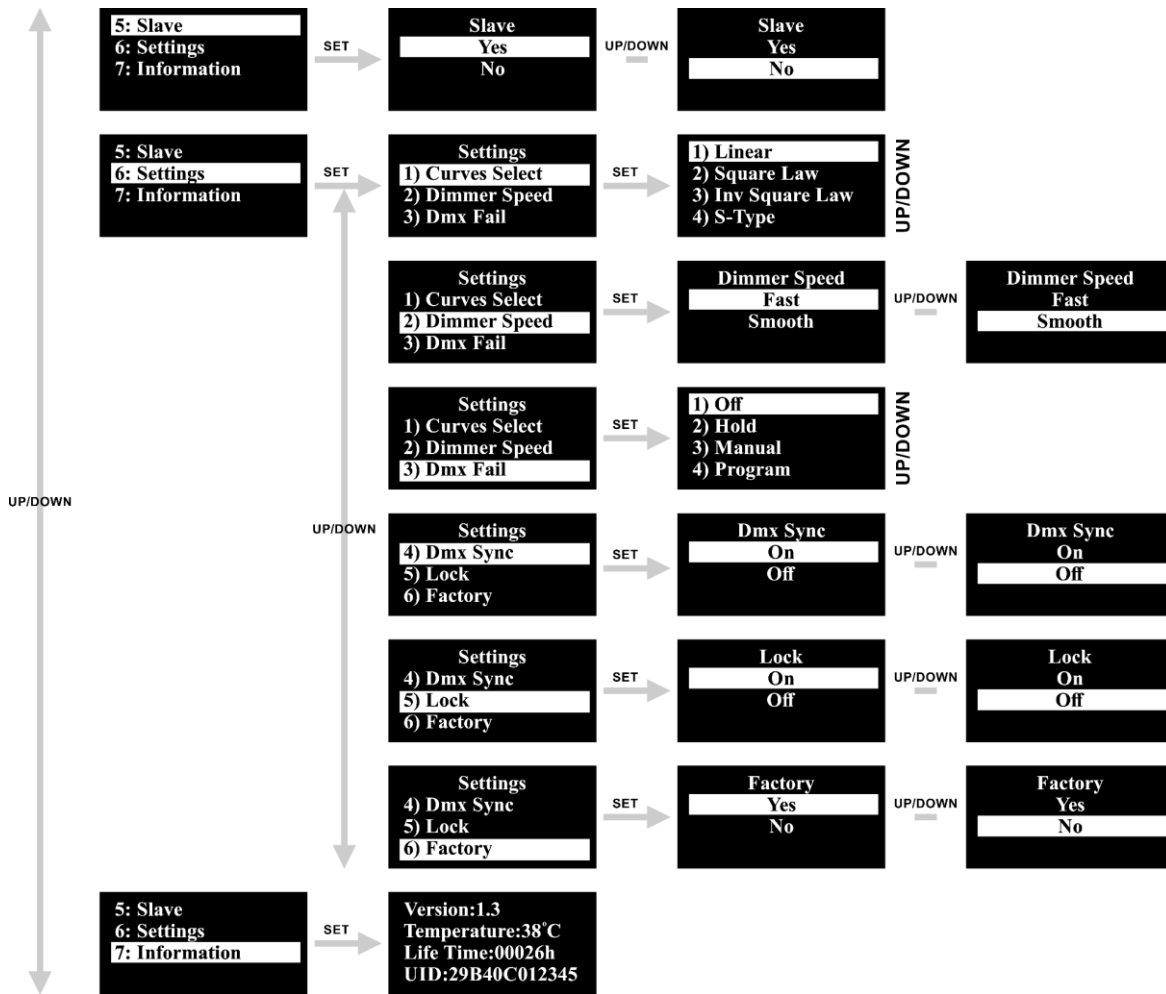 5: Slave
6: Settings
7: Information
SET
Slave
Yes
No
UP/DOWN
Slave
Yes
No
5: Slave
6: Settings
7: Information
SET
Settings
1) Curves Select
2) Dimmer Speed
3) Dmx Fail
SET
1) Linear
2) Square Law
3) Inv Square Law
4) S-Type
UP/DOWN
Settings
1) Curves Select
2) Dimmer Speed
3) Dmx Fail
SET
Dimmer Speed
Fast
Smooth
UP/DOWN
Dimmer Speed
Fast
Smooth
Settings
1) Curves Select
2) Dimmer Speed
3) Dmx Fail
SET
1) Off
2) Hold
3) Manual
4) Program
UP/DOWN
UP/DOWN
UP/DOWN
Settings
4) Dmx Sync
5) Lock
6) Factory
SET
Dmx Sync
On
Off
UP/DOWN
Dmx Sync
On
Off
Settings
4) Dmx Sync
5) Lock
6) Factory
SET
Lock
On
Off
UP/DOWN
Lock
On
Off
Settings
4) Dmx Sync
5) Lock
6) Factory
SET
Factory
Yes
No
UP/DOWN
Factory
Yes
No
5: Slave
6: Settings
7: Information
SET
Version:1.3
Temperature:38°C
Life Time:00026h
UID:29B40C012345